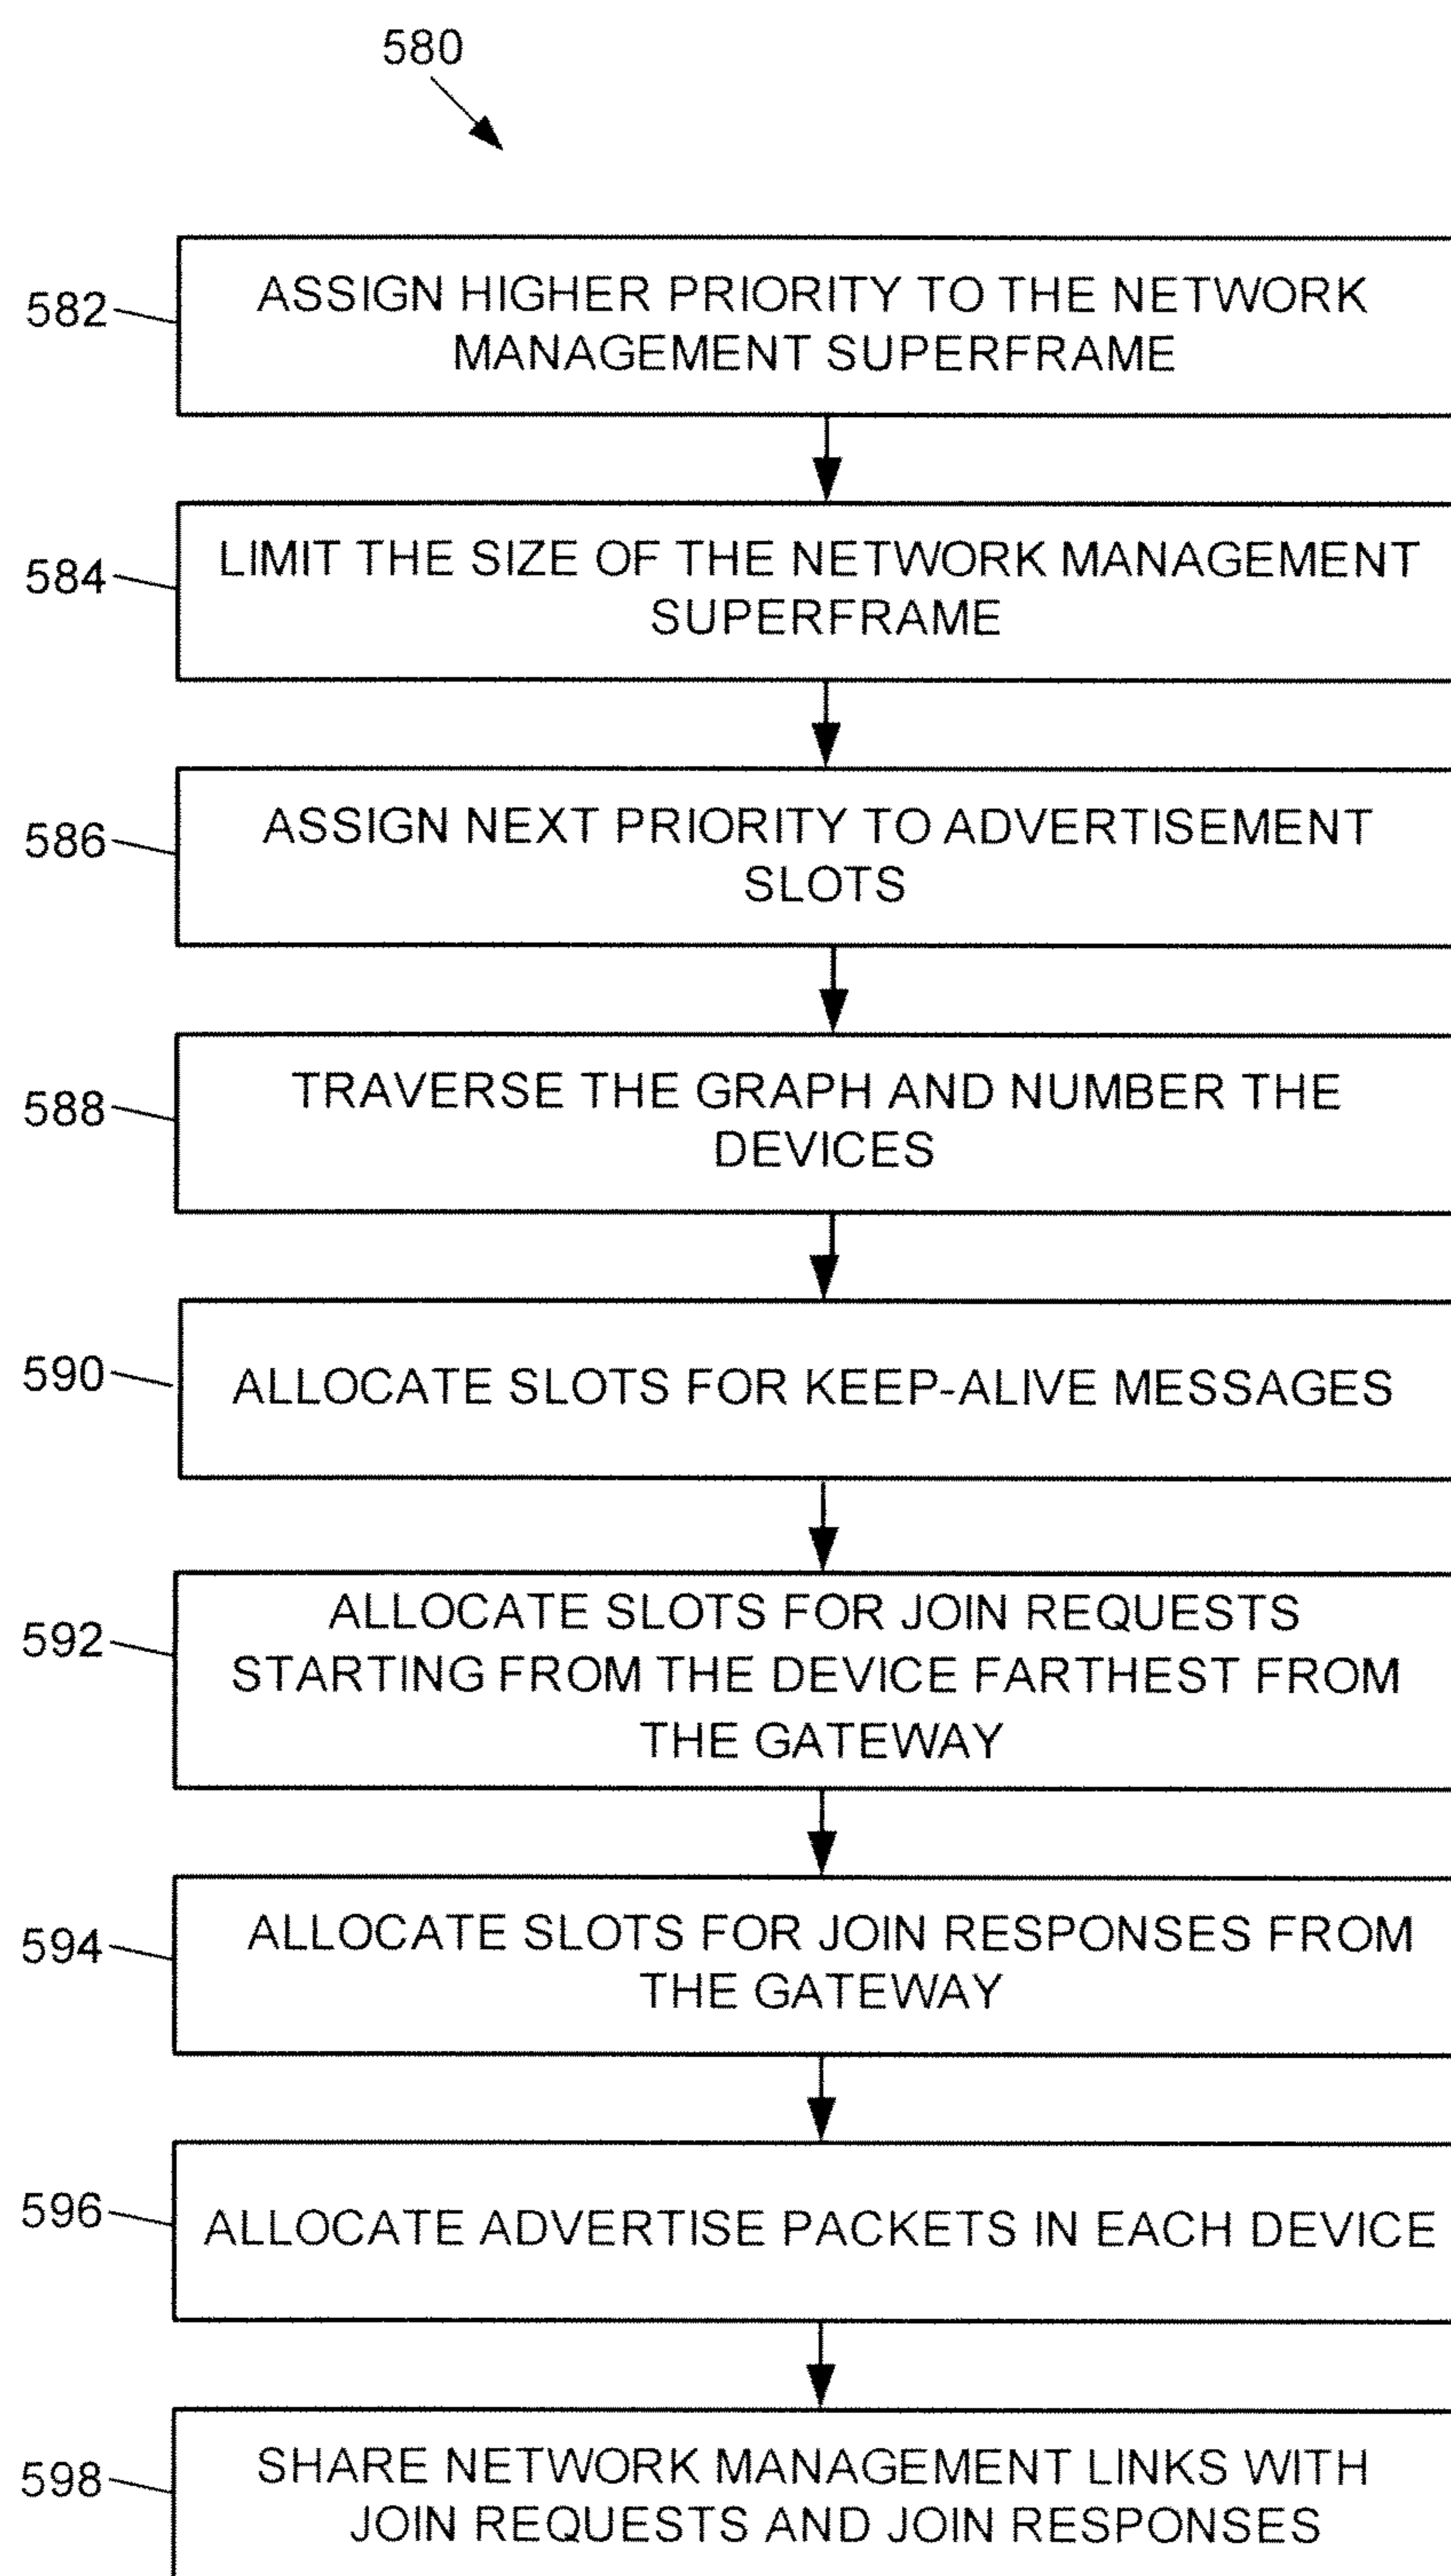 580
582
ASSIGN HIGHER PRIORITY TO THE NETWORK
MANAGEMENT SUPERFRAME
584
LIMIT THE SIZE OF THE NETWORK MANAGEMENT
SUPERFRAME
586
ASSIGN NEXT PRIORITY TO ADVERTISEMENT
SLOTS
588
TRAVERSE THE GRAPH AND NUMBER THE
DEVICES
590
ALLOCATE SLOTS FOR KEEP-ALIVE MESSAGES
592
ALLOCATE SLOTS FOR JOIN REQUESTS
STARTING FROM THE DEVICE FARTHEST FROM
THE GATEWAY
594
ALLOCATE SLOTS FOR JOIN RESPONSES FROM
THE GATEWAY
596
ALLOCATE ADVERTISE PACKETS IN EACH DEVICE
598
SHARE NETWORK MANAGEMENT LINKS WITH
JOIN REQUESTS AND JOIN RESPONSES